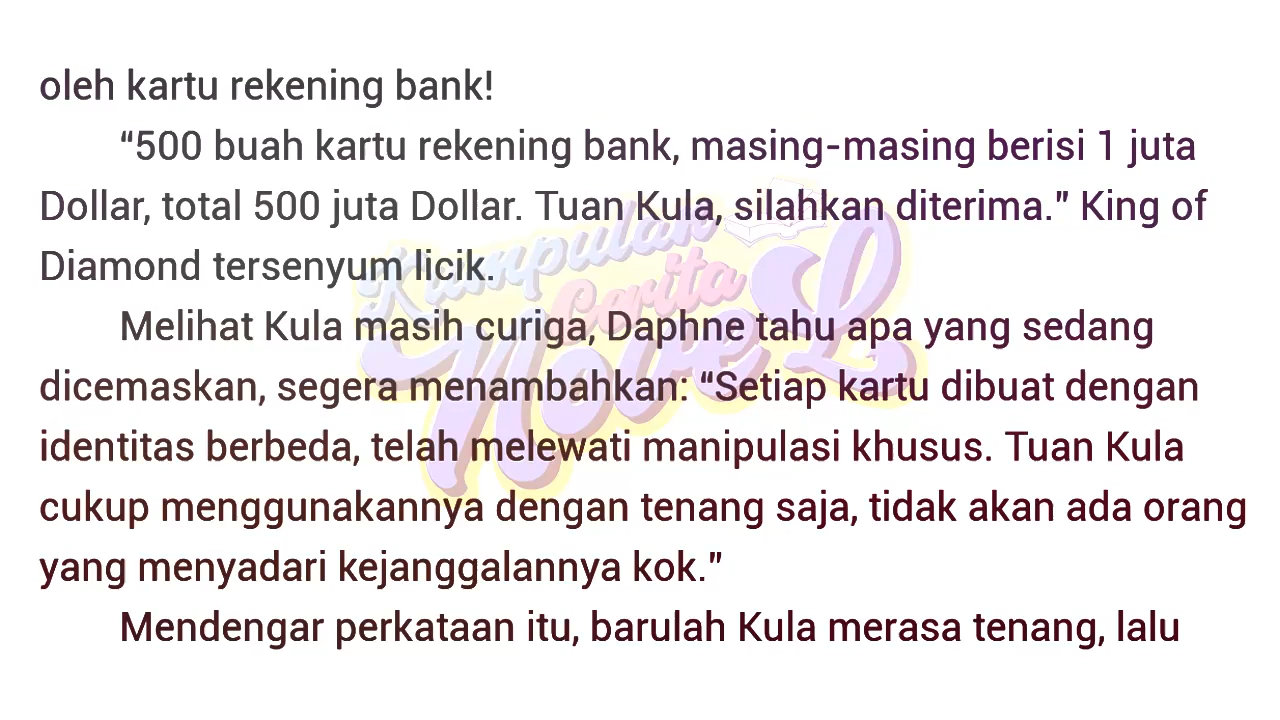 oleh kartu rekening bank!
“500 buah kartu rekening bank, masing-masing berisi 1 juta
Dollar, total 500 juta Dollar. Tuan Kula, silahkan diterima.” King of
Diamond tersenyum licik.
Melihat Kula masih curiga, Daphne tahu apa yang sedang
dicemaskan, segera menambahkan: “Setiap kartu dibuat dengan
identitas berbeda, telah melewati manipulasi khusus. Tuan Kula
cukup menggunakannya dengan tenang saja, tidak akan ada orang
yang menyadari kejanggalannya kok.”
Mendengar perkataan itu, barulah Kula merasa tenang, lalu
Kumpulan
Cerita
NoveL